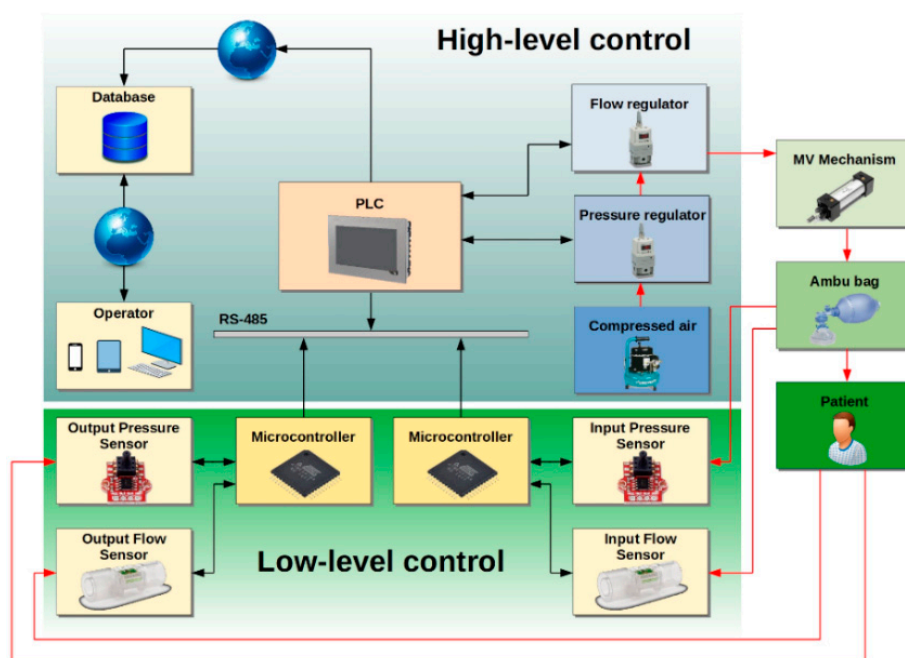 High-level control
Database
Flow regulator
MV Mechanism
PLC
Pressure regulator
Ambu bag
Operator
RS-485
Compressed air
Patient
Output Pressure
Sensor
Microcontroller
Microcontroller
Input Pressure
Sensor
Output Flow
Sensor
Input Flow
Sensor
Low-level control